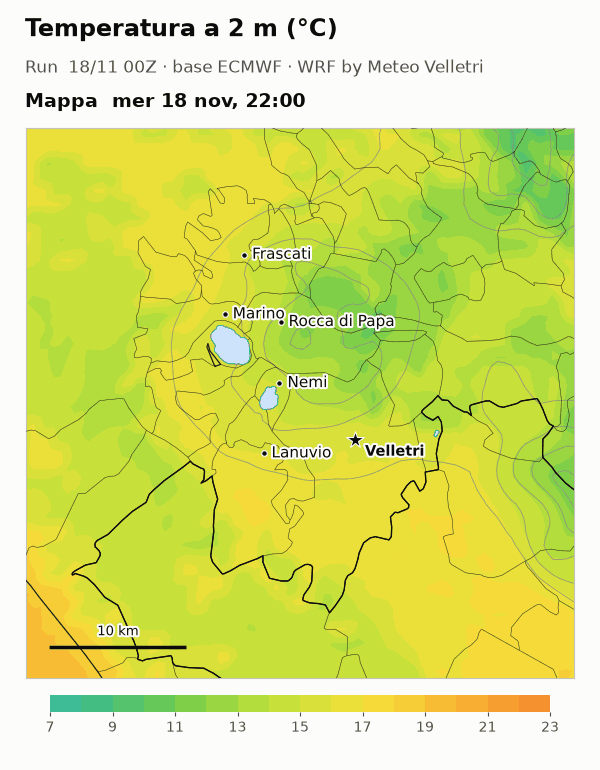 Temperatura a 2 m (°C)
Run  18/11 00Z · base ECMWF · WRF by Meteo Velletri
Mappa  mer 18 nov, 22:00
Frascati
Marino
Rocca di Papa
Nemi
Velletri
Lanuvio
10 km
7 9 11 13 15 17 19 21 23